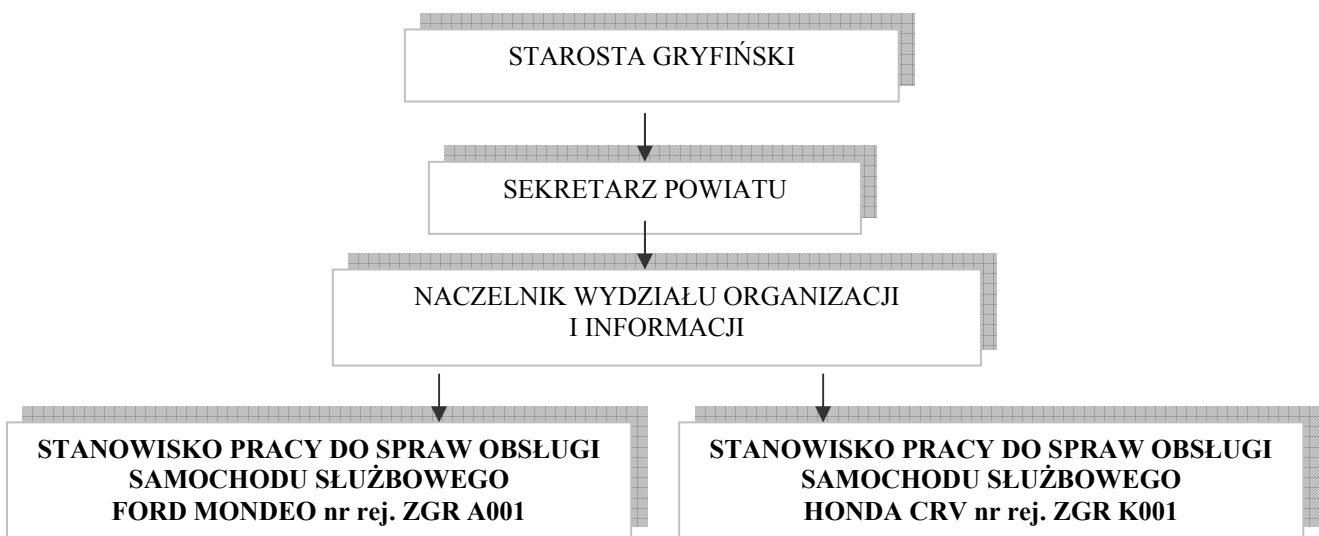 STAROSTA GRYFIŃSKI
SEKRETARZ POWIATU
NACZELNIK WYDZIAŁU ORGANIZACJI
I INFORMACJI
STANOWISKO PRACY DO SPRAW OBSŁUGI
SAMOCHODU SŁUŻBOWEGO
FORD MONDEO nr rej. ZGR A001
STANOWISKO PRACY DO SPRAW OBSŁUGI
SAMOCHODU SŁUŻBOWEGO
HONDA CRV nr rej. ZGR K001